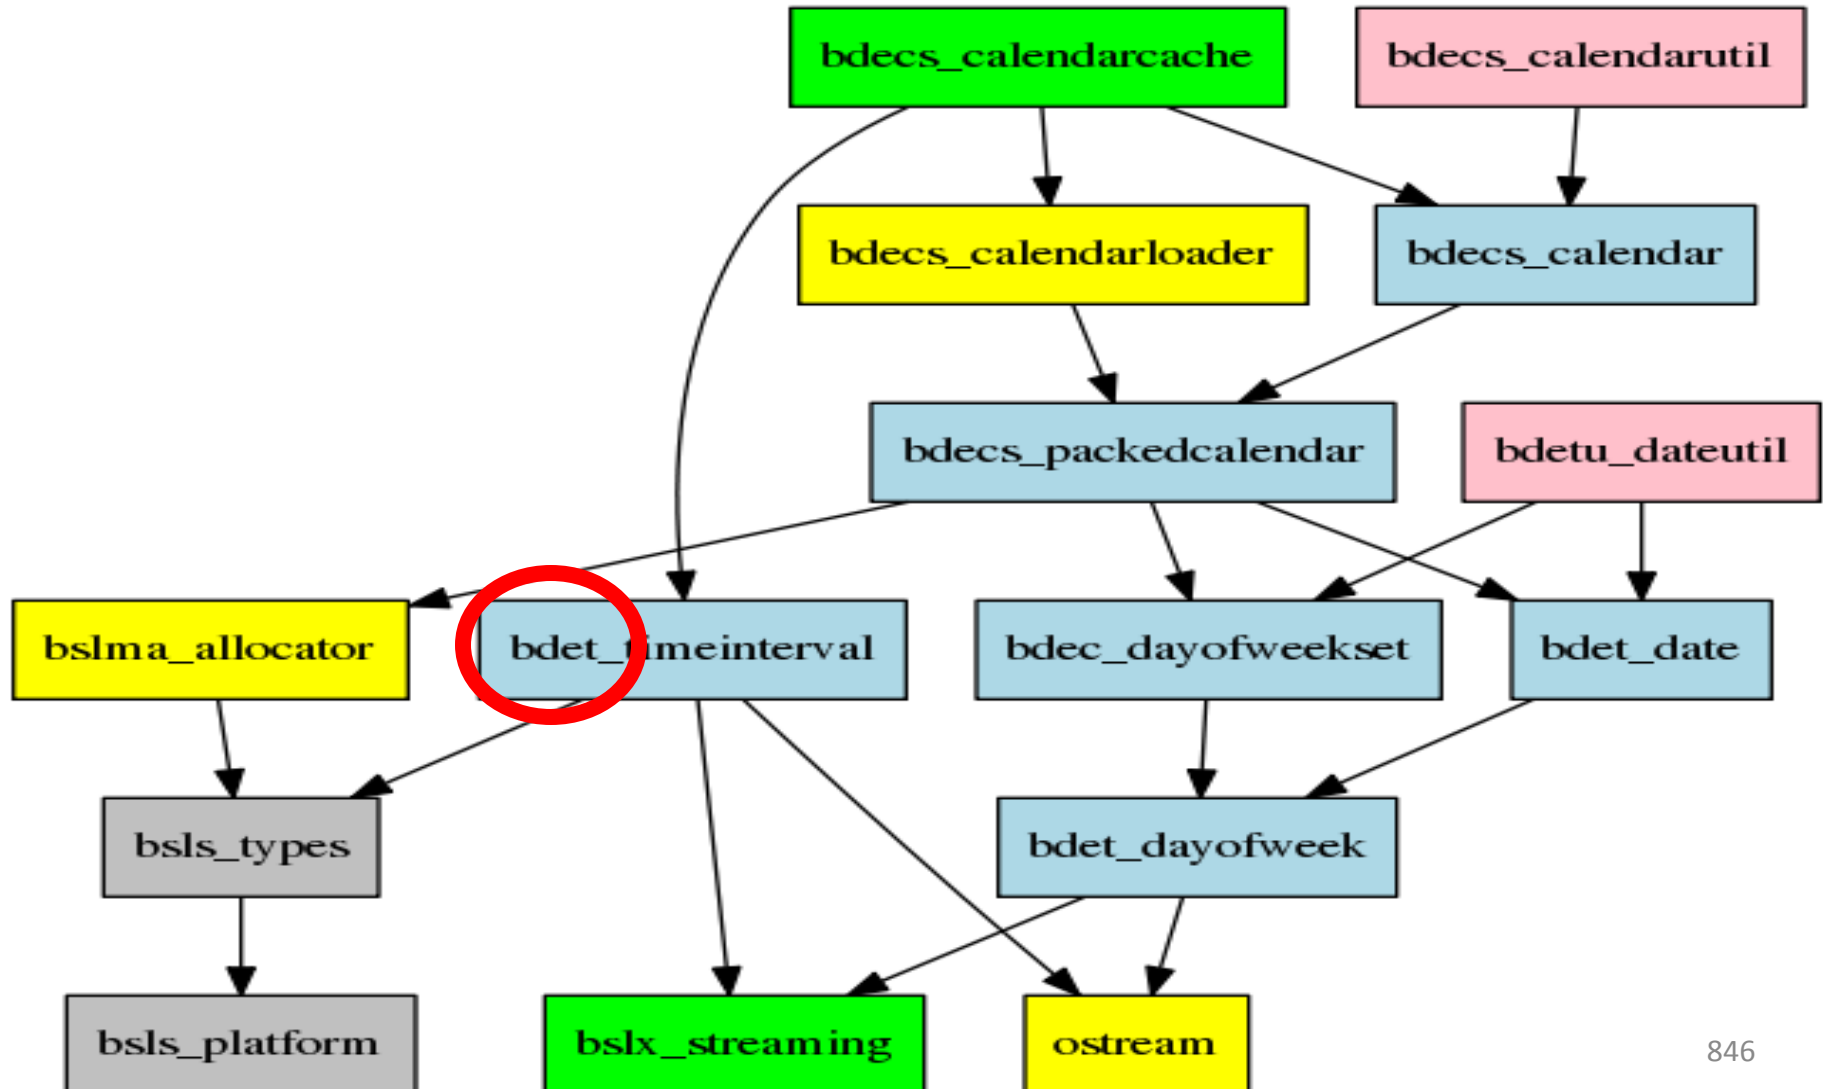 bdecs_calendarcache
bdecs_calendarutil
bdecs_calendarloader
bdecs_calendar
bdecs_packedcalendar
bdetu_dateutil
bslma_allocator
bdet_timeinterval
bdec_dayofweekset
bdet_date
bsls_types
bdet_dayofweek
bsls_platform
bslx_streaming
ostream
846